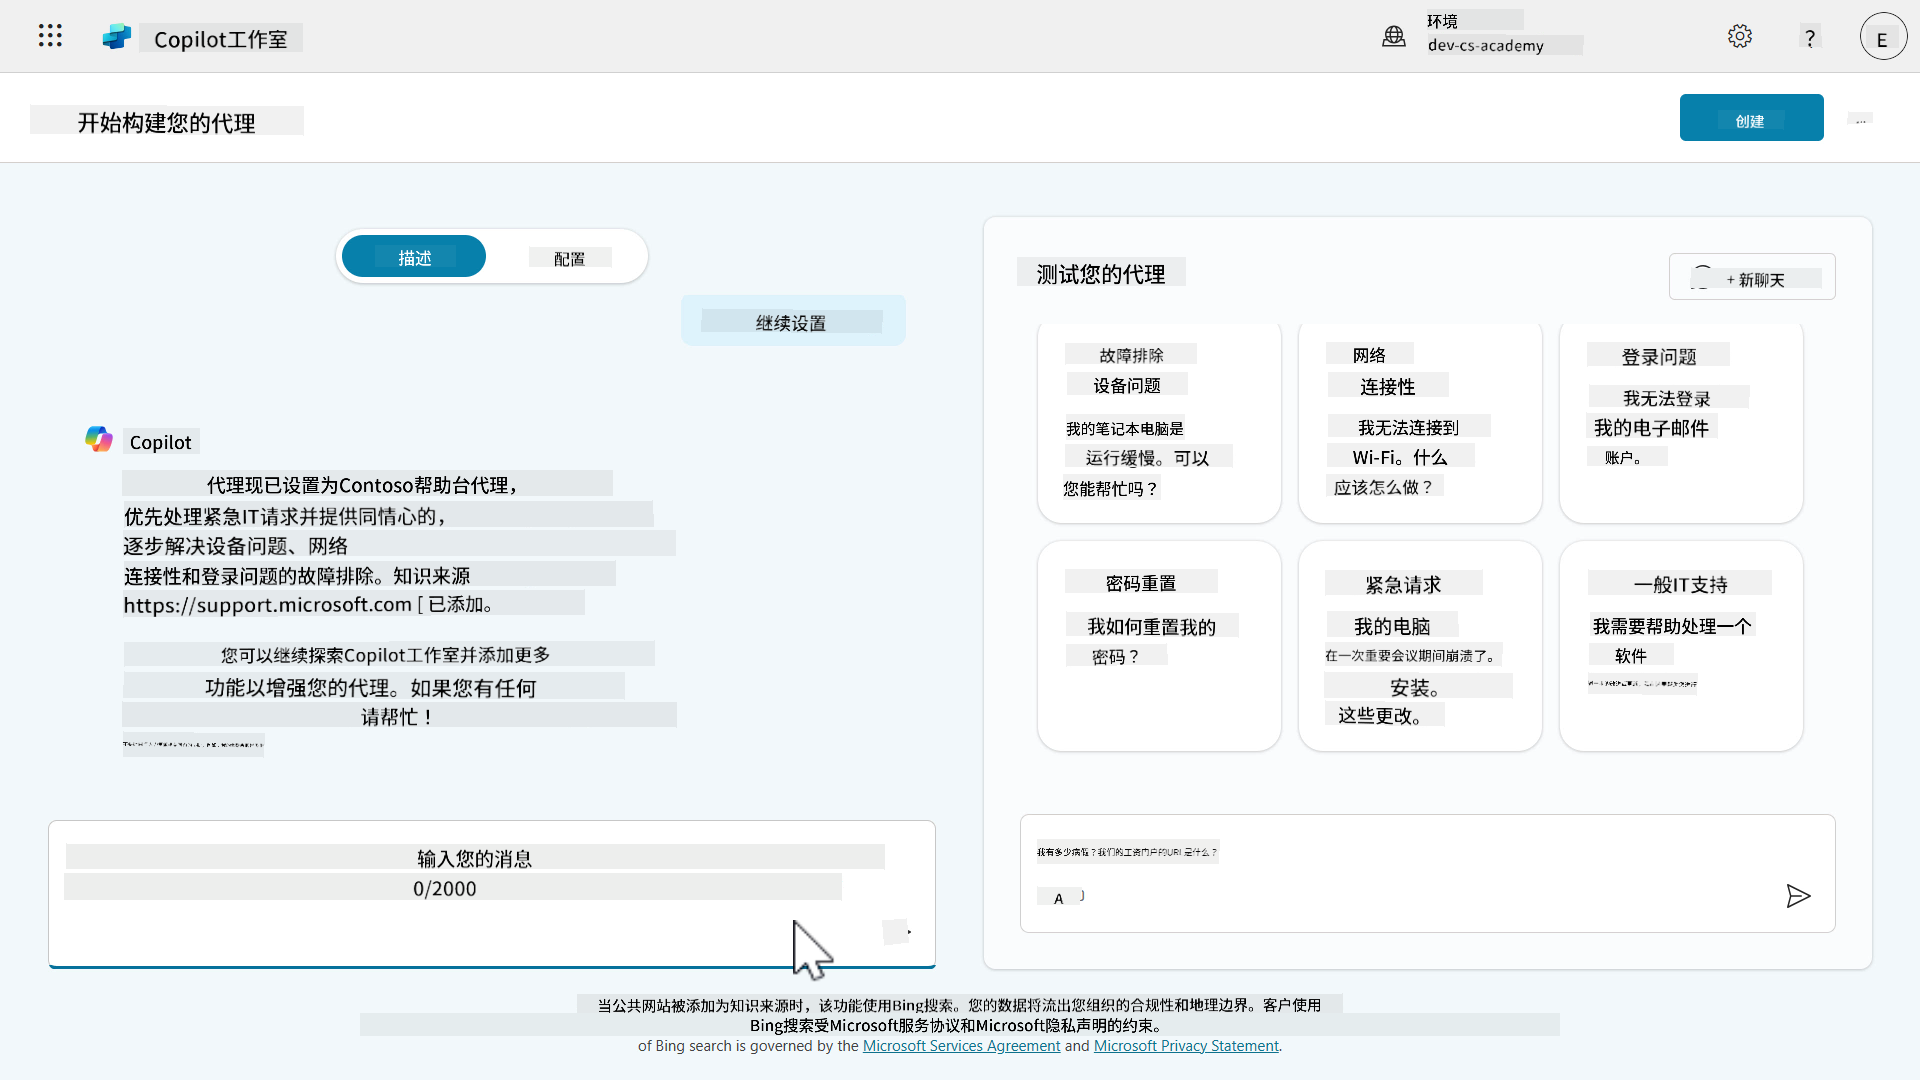 Copilot工作室
环境
dev-cs-academy
?
E
开始构建您的代理
创建
...
描述
配置
继续设置
Copilot
代理现已设置为Contoso帮助台代理，
优先处理紧急IT请求并提供同情心的，
逐步解决设备问题、网络
连接性和登录问题的故障排除。知识来源
https://support.microsoft.com [ 已添加。
您可以继续探索Copilot工作室并添加更多
功能以增强您的代理。如果您有任何
请帮忙！
输入您的消息
0/2000
测试您的代理
+ 新聊天
故障排除
设备问题
我的笔记本电脑是
运行缓慢。可以
您能帮忙吗？
网络
连接性
我无法连接到
Wi-Fi。什么
应该怎么做？
登录问题
我无法登录
我的电子邮件
账户。
密码重置
我如何重置我的
密码？
紧急请求
我的电脑
在一次重要会议期间崩溃了。
安装。
这些更改。
一般IT支持
我需要帮助处理一个
软件
我有多少病假？我们的工资门户的URL是什么？
A
当公共网站被添加为知识来源时，该功能使用Bing搜索。您的数据将流出您组织的合规性和地理边界。客户使用
Bing搜索受Microsoft服务协议和Microsoft隐私声明的约束。
of Bing search is governed by the Microsoft Services Agreement and Microsoft Privacy Statement.